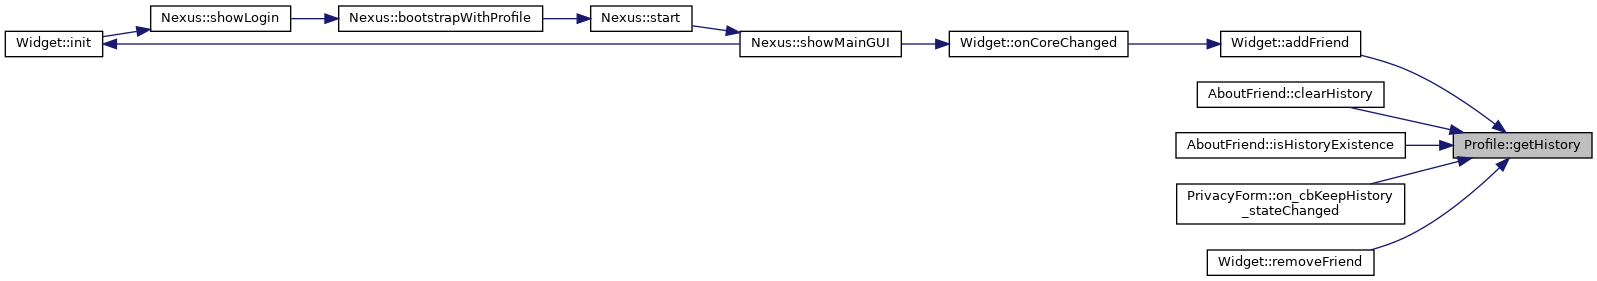 Nexus::showLogin
Nexus::bootstrapWithProfile
Nexus::start
Widget::init
Nexus::showMainGUI
Widget::onCoreChanged
Widget::addFriend
AboutFriend::clearHistory
Profile::getHistory
AboutFriend::isHistoryExistence
PrivacyForm::on_cbKeepHistory
_stateChanged
Widget::removeFriend